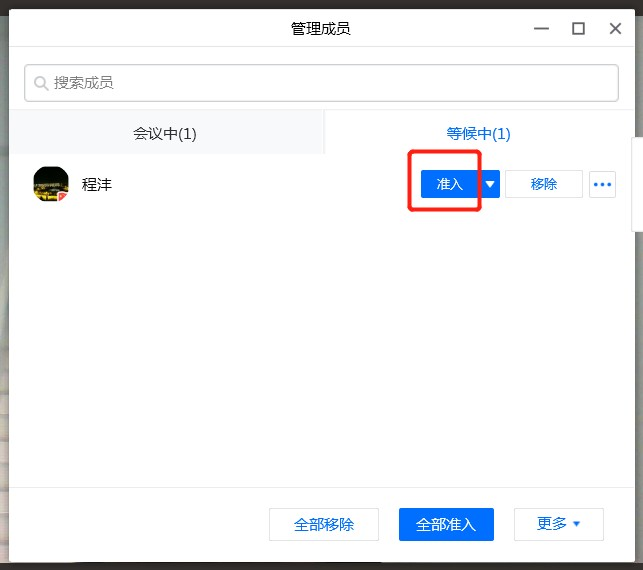 管理成员
搜索成员
会议中(1)
等候中(1)
程沣
准入
移除
全部移除
全部准入
更多